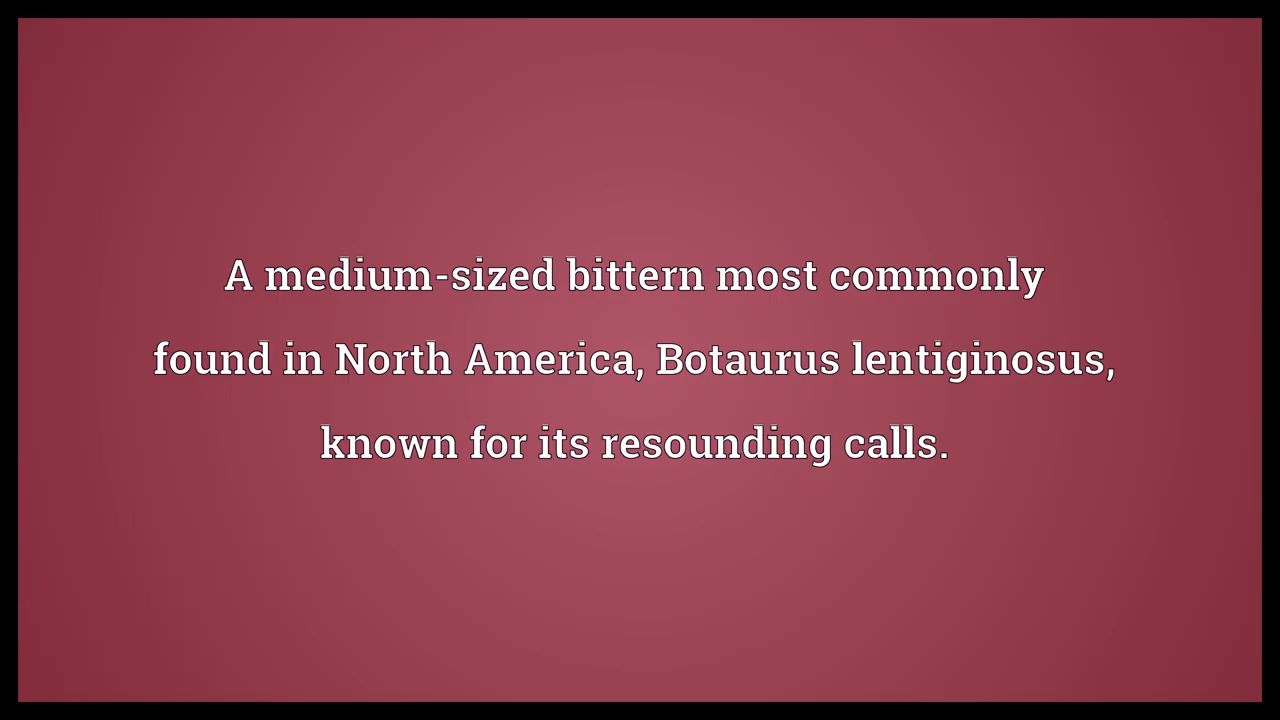 A medium-sized bittern most commonly
found in North America, Botaurus lentiginosus,
known for its resounding calls.